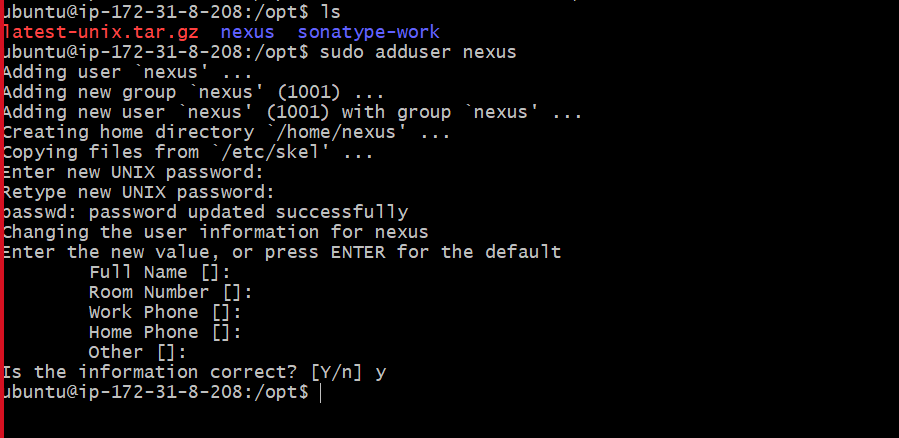 ubuntu@ip-172-31-8-208:/opt$ ls
latest-unix.tar.gz  nexus  sonatype-work
ubuntu@ip-172-31-8-208:/opt$ sudo adduser nexus
Adding user `nexus' ...
Adding new group `nexus' (1001) ...
Adding new user `nexus' (1001) with group `nexus' ...
Creating home directory `/home/nexus' ...
Copying files from `/etc/skel' ...
Enter new UNIX password:
Retype new UNIX password:
passwd: password updated successfully
Changing the user information for nexus
Enter the new value, or press ENTER for the default
        Full Name []:
        Room Number []:
        Work Phone []:
        Home Phone []:
        Other []:
Is the information correct? [Y/n] y
ubuntu@ip-172-31-8-208:/opt$